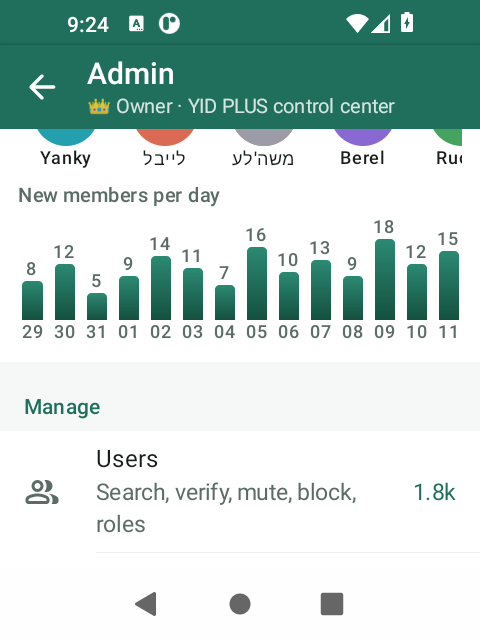 9:24
Admin
👑 Owner · YID PLUS control center
Yanky לייבל משה'לע Berel
New members per day
8 12 5 9 14 11 7 16 10 13 9 18 12 15
29 30 31 01 02 03 04 05 06 07 08 09 10 11
Manage
Users
Search, verify, mute, block, 1.8k
roles